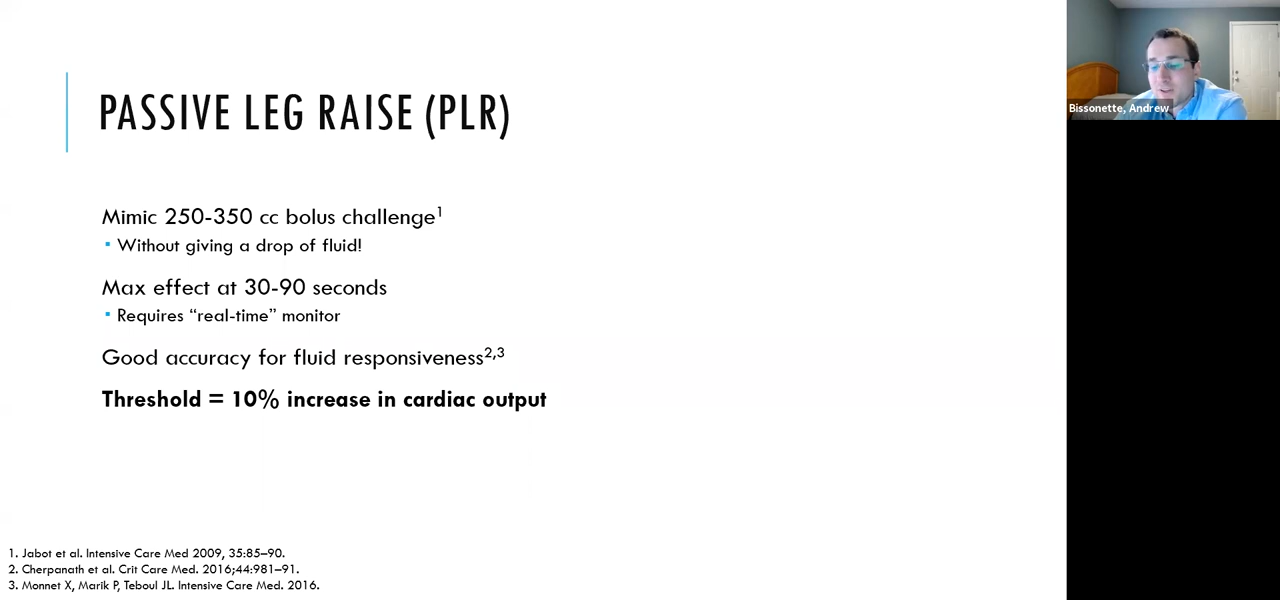 PASSIVE LEG RAISE (PLR)
Mimic 250-350 cc bolus challenge1
▪ Without giving a drop of fluid!
Max effect at 30-90 seconds
▪ Requires “real-time” monitor
Good accuracy for fluid responsiveness2,3
Threshold = 10% increase in cardiac output
1. Jabot et al. Intensive Care Med 2009, 35:85–90.
2. Cherpanath et al. Crit Care Med. 2016;44:981–91.
3. Monnet X, Marik P, Teboul JL. Intensive Care Med. 2016.
Bissonette, Andrew